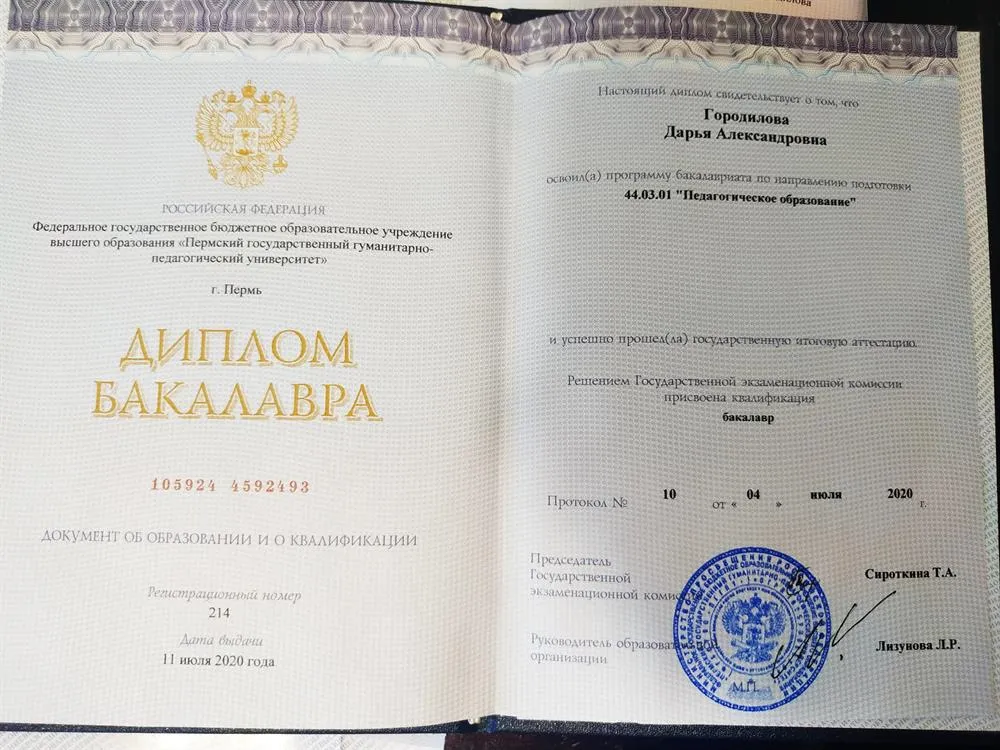 РОССИЙСКАЯ ФЕДЕРАЦИЯ
Федеральное государственное бюджетное образовательное учреждение
высшего образования «Пермский государственный гуманитарно-
педагогический университет»
г. Пермь
ДИПЛОМ
БАКАЛАВРА
105924 4592493
ДОКУМЕНТ ОБ ОБРАЗОВАНИИ И О КВАЛИФИКАЦИИ
Регистрационный номер
214
Дата выдачи
11 июля 2020 года
Настоящий диплом свидетельствует о том, что
Городилова
Дарья Александровна
освоил(а) программу бакалавриата по направлению подготовки
44.03.01 "Педагогическое образование"
и успешно прошел(ла) государственную итоговую аттестацию.
Решением Государственной экзаменационной комиссии
присвоена квалификация
бакалавр
Протокол № 10 от « 04 » июля 2020 г.
Председатель
Государственной
экзаменационной комиссии
Сироткина Т.А.
Руководитель образовательной
организации
Лизунова Л.Р.
М.П.